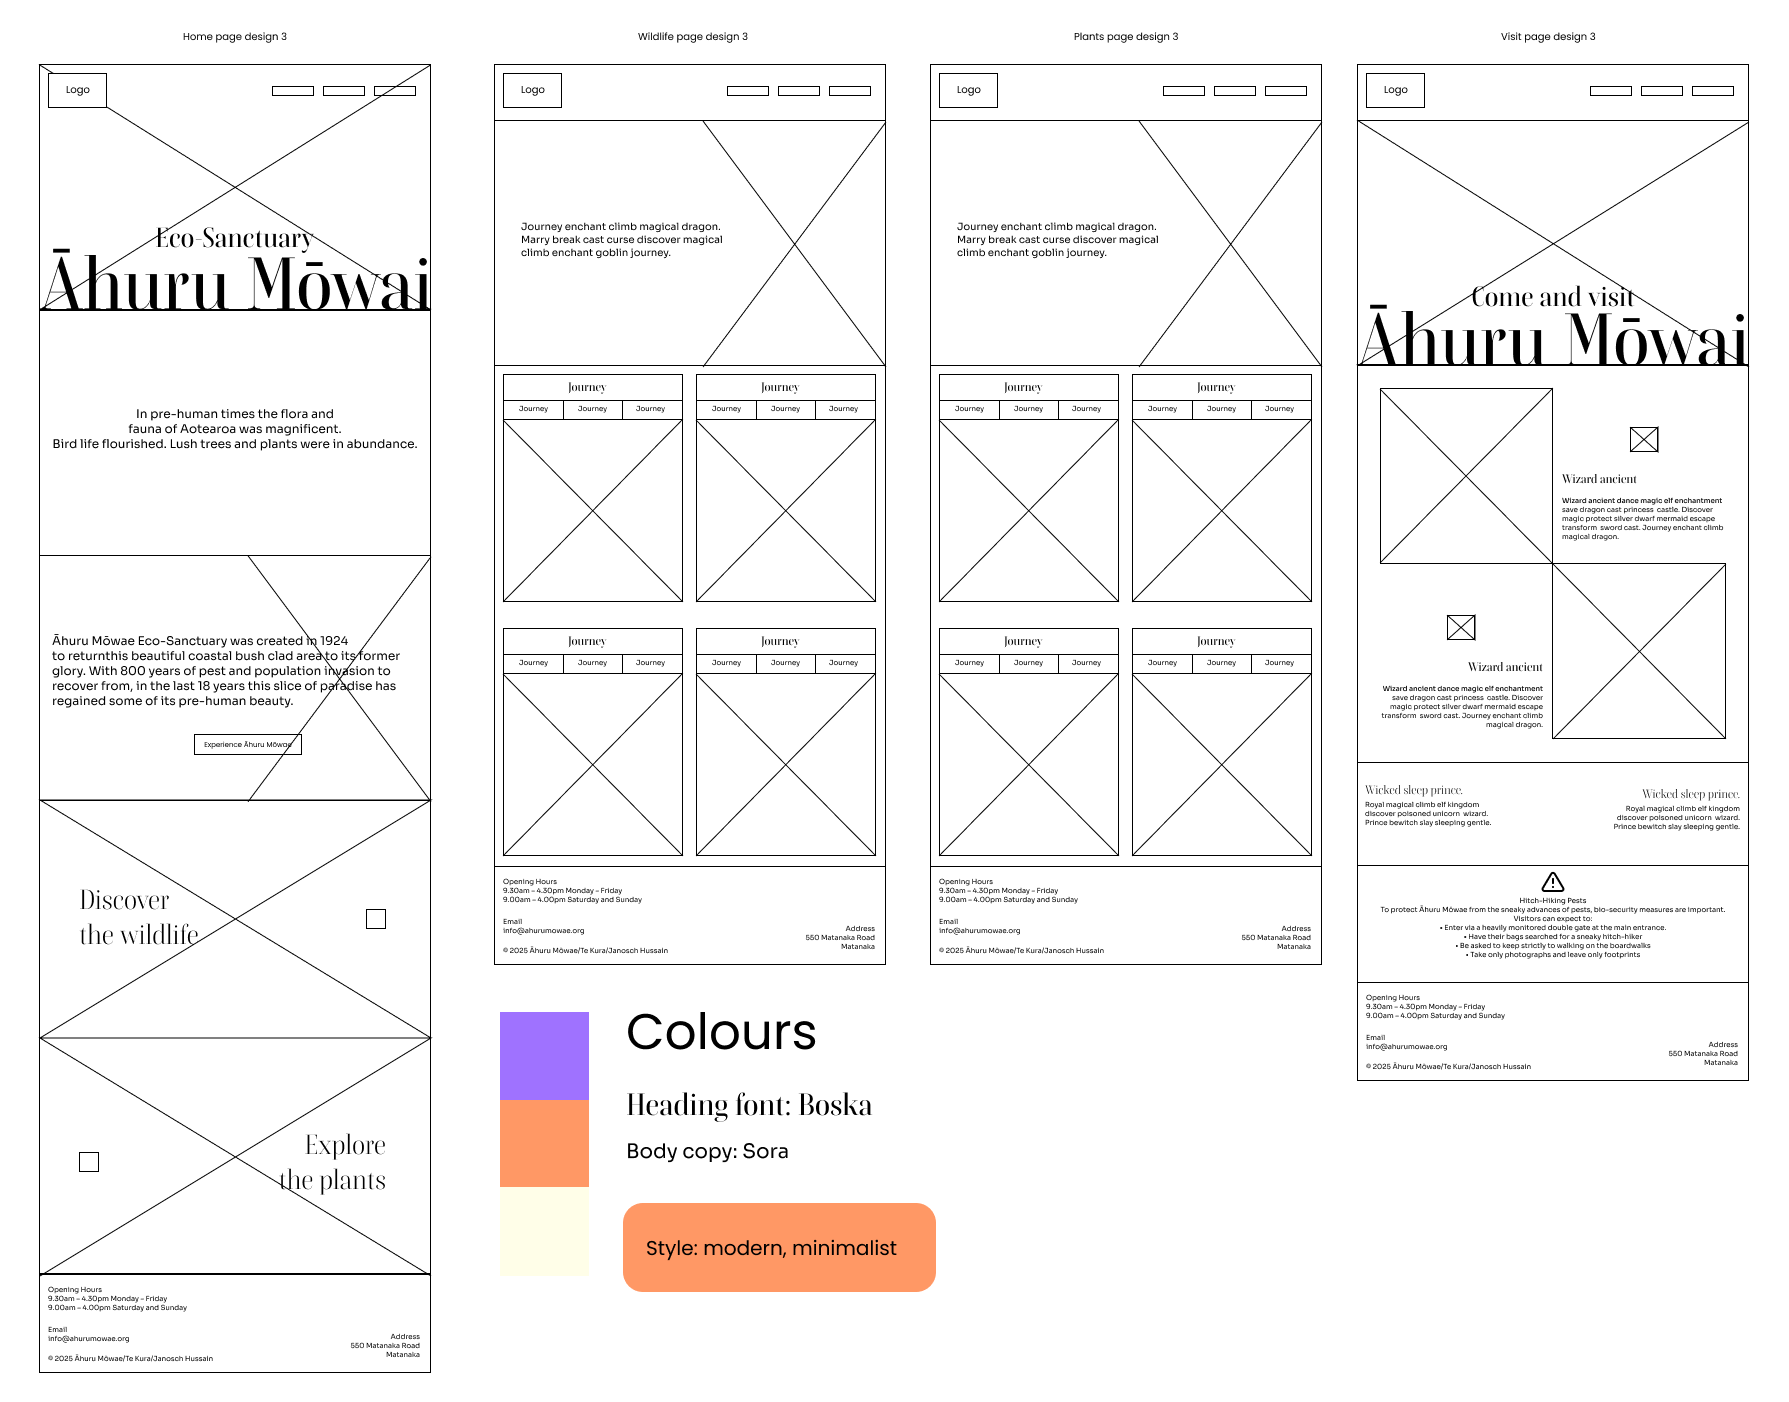 Home page design 3
Logo
Eco-Sanctuary
Āhuru Mōwai
In pre-human times the flora and
fauna of Aotearoa was magnificent.
Bird life flourished. Lush trees and plants were in abundance.
Āhuru Mōwae Eco-Sanctuary was created in 1924
to returnthis beautiful coastal bush clad area to its former
glory. With 800 years of pest and population invasion to
recover from, in the last 18 years this slice of paradise has
regained some of its pre-human beauty.
Experience Āhuru Mōwae
Discover
the wildlife
Explore
the plants
Opening Hours
9.30am – 4.30pm Monday – Friday
9.00am – 4.00pm Saturday and Sunday
Email
info@ahurumowae.org
© 2025 Āhuru Mōwae/Te Kura/Janosch Hussain
Address
550 Matanaka Road
Matanaka
Wildlife page design 3
Logo
Journey enchant climb magical dragon.
Marry break cast curse discover magical
climb enchant goblin journey.
Journey
Journey Journey Journey
Journey
Journey Journey Journey
Journey
Journey Journey Journey
Journey
Journey Journey Journey
Opening Hours
9.30am – 4.30pm Monday – Friday
9.00am – 4.00pm Saturday and Sunday
Email
info@ahurumowae.org
© 2025 Āhuru Mōwae/Te Kura/Janosch Hussain
Address
550 Matanaka Road
Matanaka
Plants page design 3
Logo
Journey enchant climb magical dragon.
Marry break cast curse discover magical
climb enchant goblin journey.
Journey
Journey Journey Journey
Journey
Journey Journey Journey
Journey
Journey Journey Journey
Journey
Journey Journey Journey
Opening Hours
9.30am – 4.30pm Monday – Friday
9.00am – 4.00pm Saturday and Sunday
Email
info@ahurumowae.org
© 2025 Āhuru Mōwae/Te Kura/Janosch Hussain
Address
550 Matanaka Road
Matanaka
Visit page design 3
Logo
Come and visit
Āhuru Mōwai
Wizard ancient
Wizard ancient dance magic elf enchantment
save dragon cast princess castle. Discover
magic protect silver dwarf mermaid escape
transform sword cast. Journey enchant climb
magical dragon.
Wizard ancient
Wizard ancient dance magic elf enchantment
save dragon cast princess castle. Discover
magic protect silver dwarf mermaid escape
transform sword cast. Journey enchant climb
magical dragon.
Wicked sleep prince.
Royal magical climb elf kingdom
discover poisoned unicorn wizard.
Prince bewitch slay sleeping gentle.
Wicked sleep prince.
Royal magical climb elf kingdom
discover poisoned unicorn wizard.
Prince bewitch slay sleeping gentle.
Hitch-Hiking Pests
To protect Āhuru Mōwae from the sneaky advances of pests, bio-security measures are important.
Visitors can expect to:
• Enter via a heavily monitored double gate at the main entrance.
• Have their bags searched for a sneaky hitch-hiker
• Be asked to keep strictly to walking on the boardwalks
• Take only photographs and leave only footprints
Opening Hours
9.30am – 4.30pm Monday – Friday
9.00am – 4.00pm Saturday and Sunday
Email
info@ahurumowae.org
© 2025 Āhuru Mōwae/Te Kura/Janosch Hussain
Address
550 Matanaka Road
Matanaka
Colours
Heading font: Boska
Body copy: Sora
Style: modern, minimalist